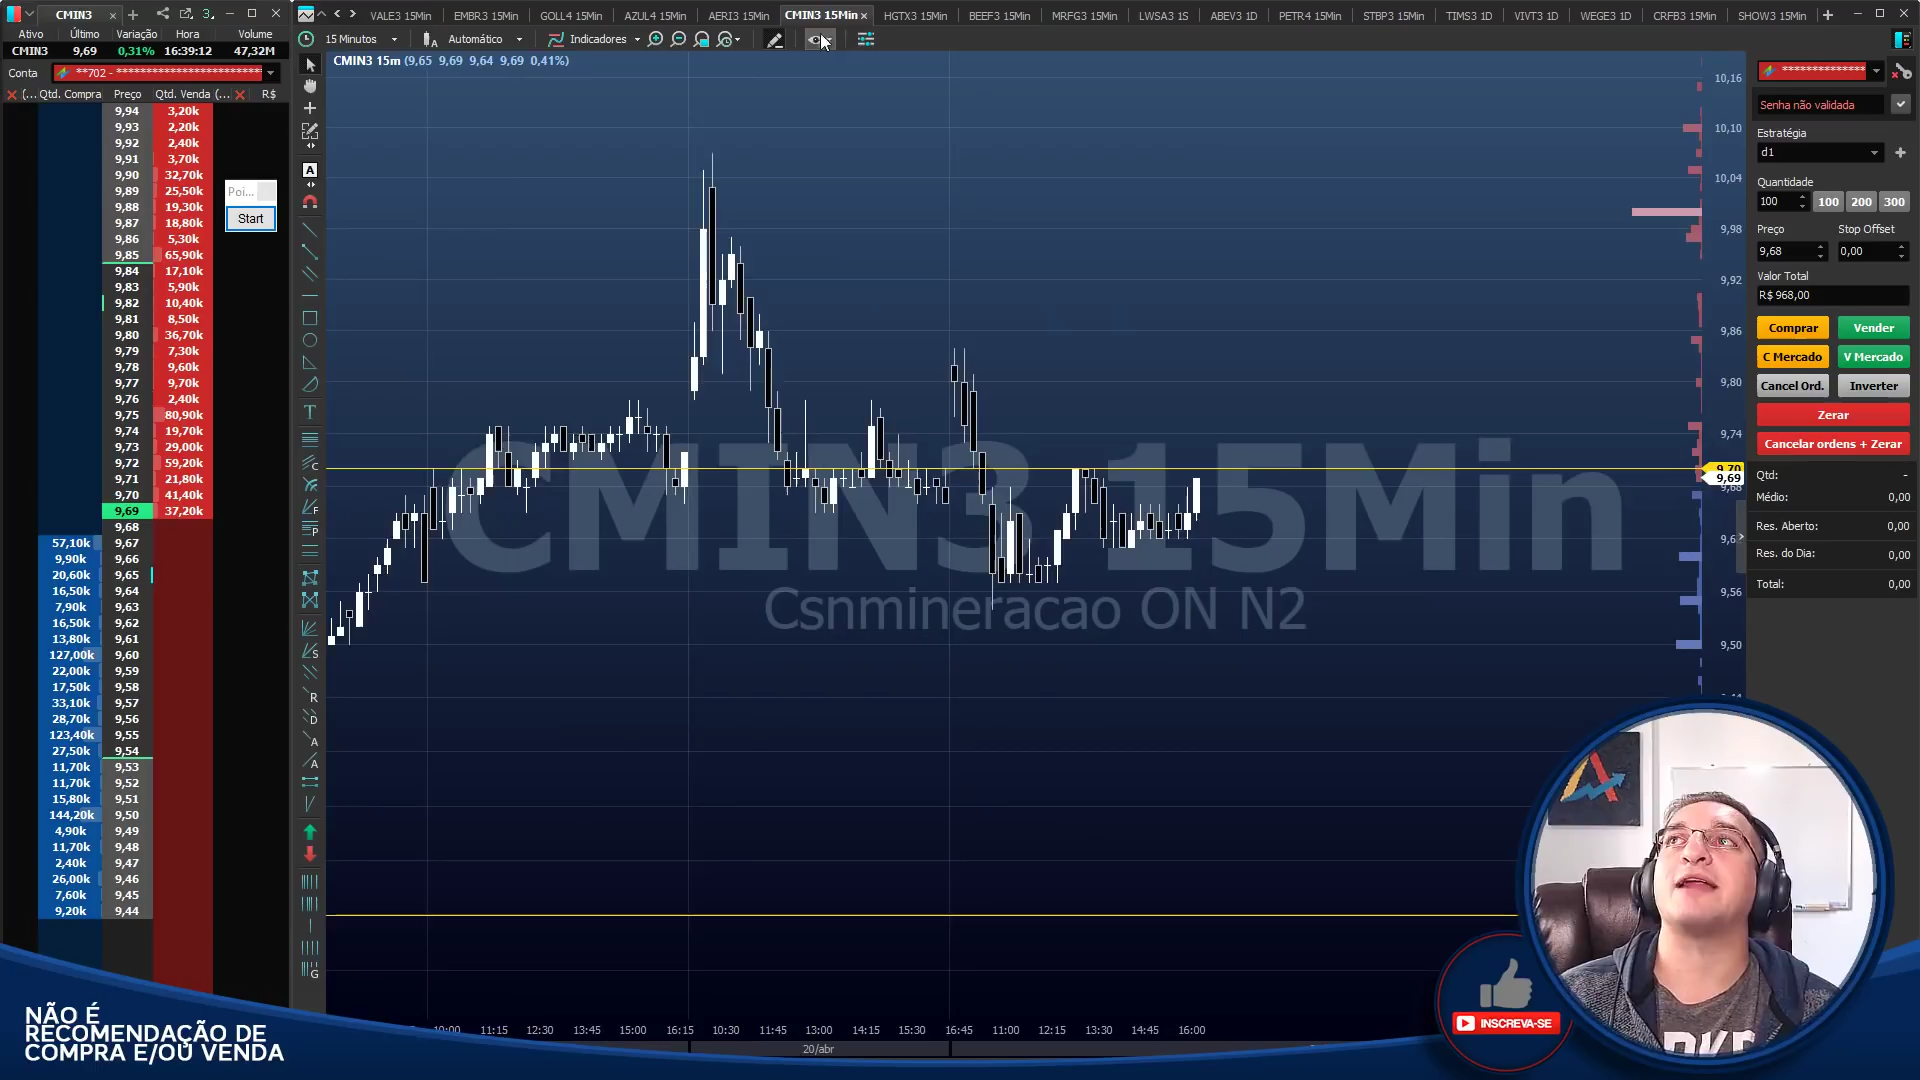 CMIN3
VALE3 15Min EMBR3 15Min GOLL4 15Min AZUL4 15Min AERI3 15Min CMIN3 15Min HGTX3 15Min BEEF3 15Min MRFG3 15Min LWSA3 1S ABEV3 1D PETR4 15Min STBP3 15Min TIMS3 1D VIVT3 1D WEGE3 1D CRFB3 15Min SHOW3 15Min
Ativo Último Variação Hora Volume
CMIN3 9,69 0,31% 16:39:12 47,32M
15 Minutos Automático Indicadores
Conta **702 - **************************
(... Qtd. Compra Preço Qtd. Venda (... R$
CMIN3 15m (9,65 9,69 9,64 9,69 0,41%)
9,94 3,20k
9,93 2,20k
9,92 2,40k
9,91 3,70k
9,90 32,70k
9,89 25,50k
9,88 19,30k
9,87 18,80k
9,86 5,30k
9,85 65,90k
9,84 17,10k
9,83 5,90k
9,82 10,40k
9,81 8,50k
9,80 36,70k
9,79 7,30k
9,78 9,60k
9,77 9,70k
9,76 2,40k
9,75 80,90k
9,74 19,70k
9,73 29,00k
9,72 59,20k
9,71 21,80k
9,70 41,40k
9,69 37,20k
9,68
57,10k 9,67
9,90k 9,66
20,60k 9,65
16,50k 9,64
7,90k 9,63
16,50k 9,62
13,80k 9,61
127,00k 9,60
22,00k 9,59
17,50k 9,58
33,10k 9,57
28,70k 9,56
123,40k 9,55
27,50k 9,54
11,70k 9,53
11,70k 9,52
15,80k 9,51
144,20k 9,50
4,90k 9,49
11,70k 9,48
2,40k 9,47
26,00k 9,46
7,60k 9,45
9,20k 9,44
Poi...
Start
CMIN3 15Min
Csnmineracao ON N2
10,16
10,10
10,04
9,98
9,92
9,86
9,80
9,74
9,70
9,69
9,68
9,56
9,50
11:15 12:30 13:45 15:00 16:15 10:30 11:45 13:00 14:15 15:30 16:45 11:00 12:15 13:30 14:45 16:00
20/abr
***************
Senha não validada
Estratégia
d1
Quantidade
100 100 200 300
Preço Stop Offset
9,68 0,00
Valor Total
R$ 968,00
Comprar Vender
C Mercado V Mercado
Cancel Ord. Inverter
Zerar
Cancelar ordens + Zerar
Qtd: -
Médio: 0,00
Res. Aberto: 0,00
Res. do Dia: 0,00
Total: 0,00
NÃO É
RECOMENDAÇÃO DE
COMPRA E/OU VENDA
INSCREVA-SE